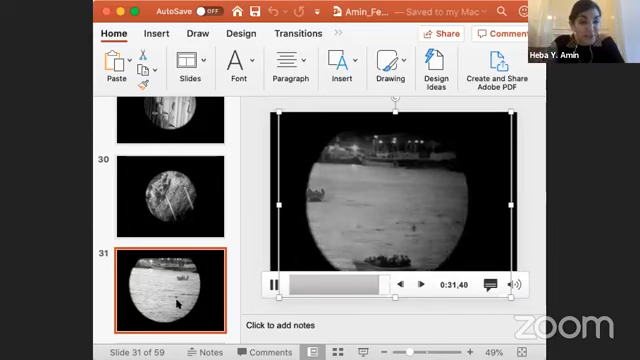 AutoSave OFF Amin_Fe... — Saved to my Mac
Home Insert Draw Design Transitions Share Comment
Paste Slides Font Paragraph Insert Drawing Design Ideas Create and Share Adobe PDF
Heba Y. Amin
30
31
0:31,40
Click to add notes
Slide 31 of 59 Notes Comments 49%
zoom